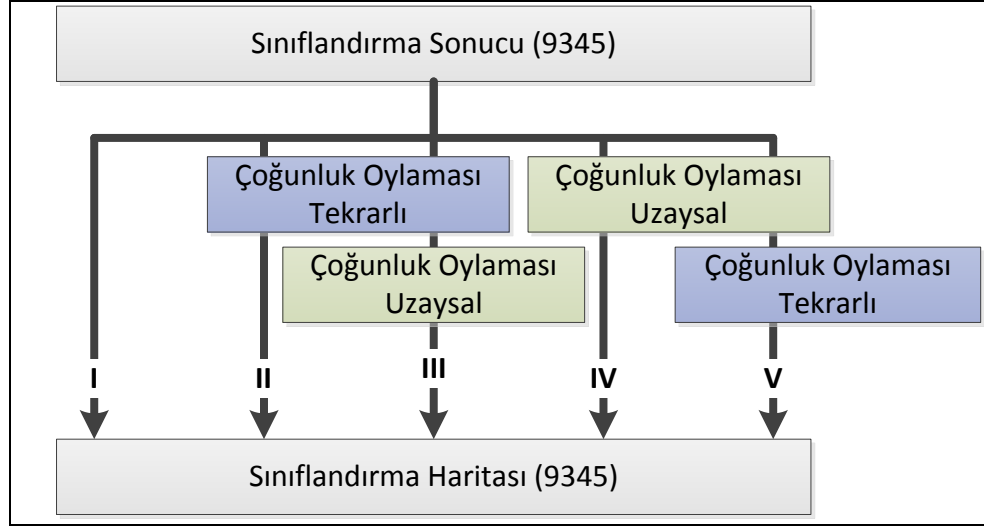 Sınıflandırma Sonucu (9345)
Çoğunluk Oylaması
Tekrarlı
Çoğunluk Oylaması
Uzaysal
Çoğunluk Oylaması
Uzaysal
Çoğunluk Oylaması
Tekrarlı
I
II
III
IV
V
Sınıflandırma Haritası (9345)